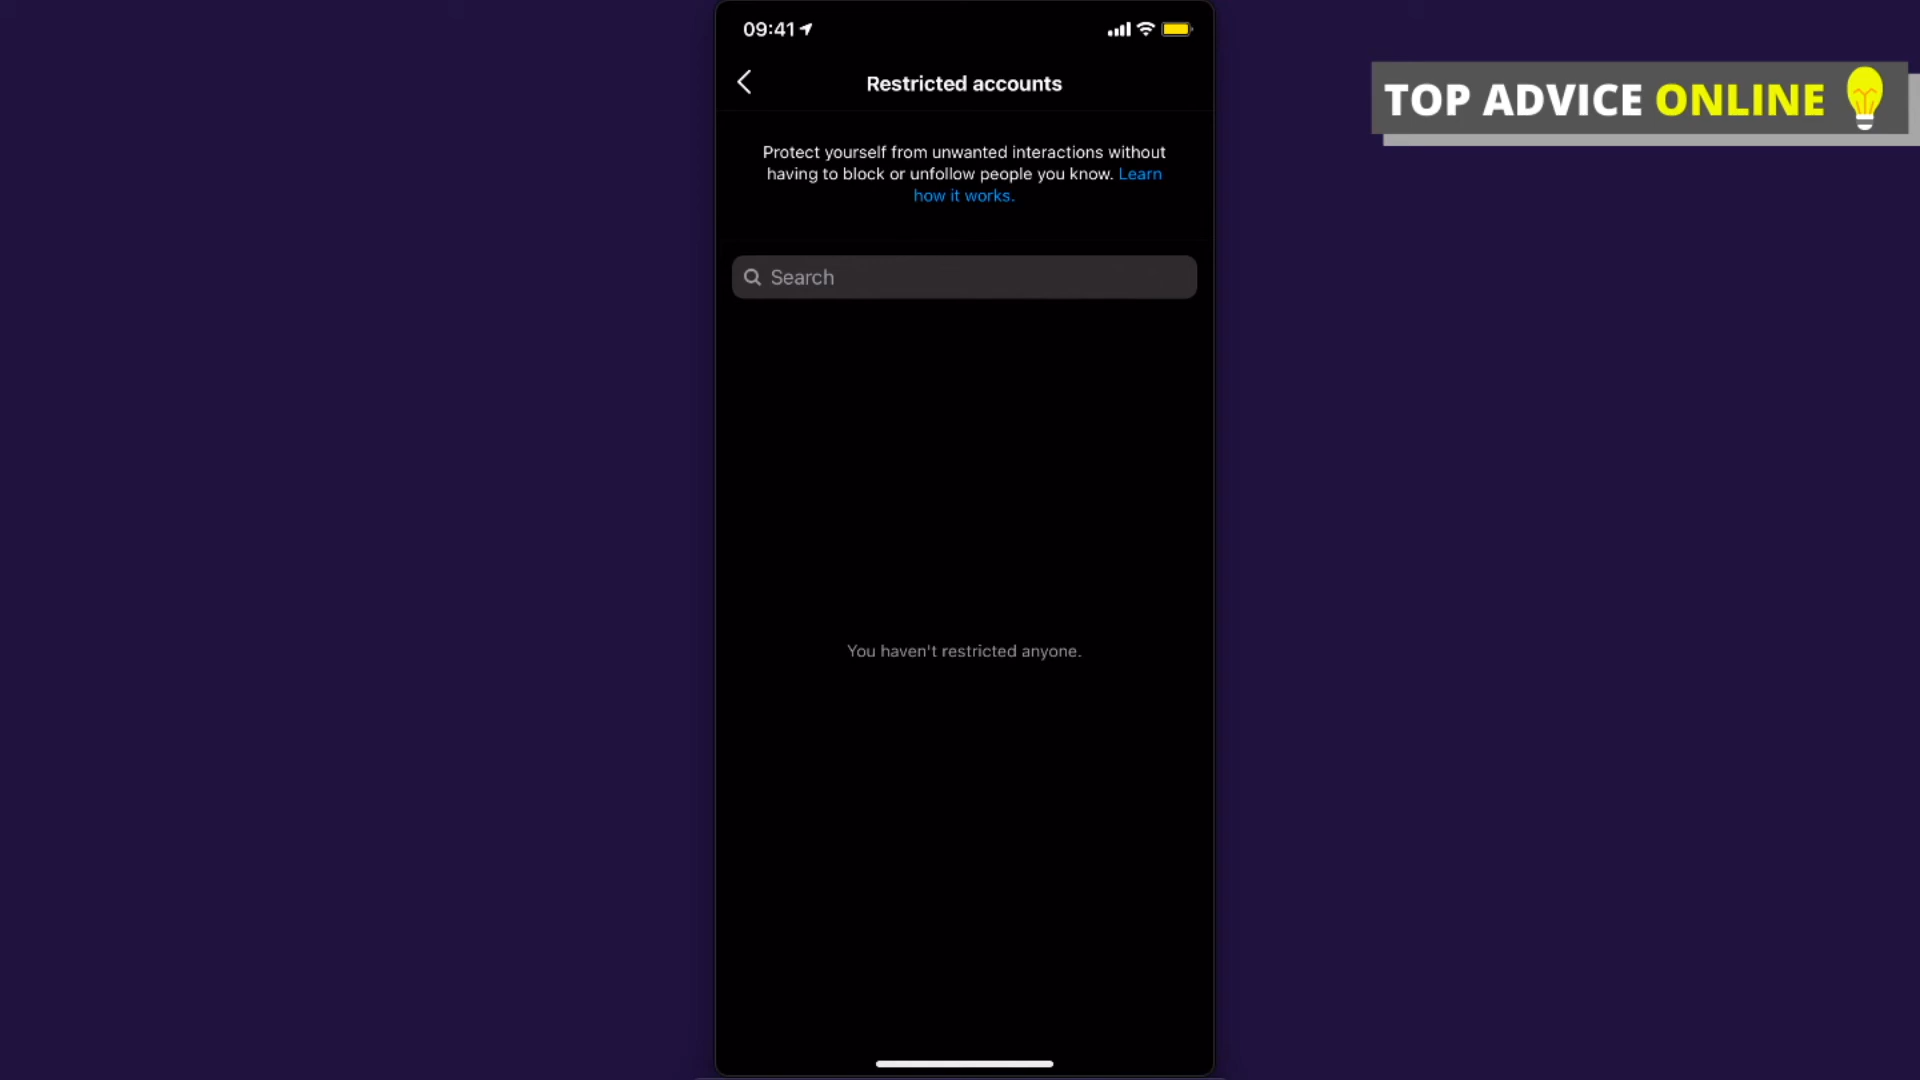 09:41
TOP ADVICE ONLINE
Restricted accounts
Protect yourself from unwanted interactions without
having to block or unfollow people you know. Learn
how it works.
Search
You haven't restricted anyone.